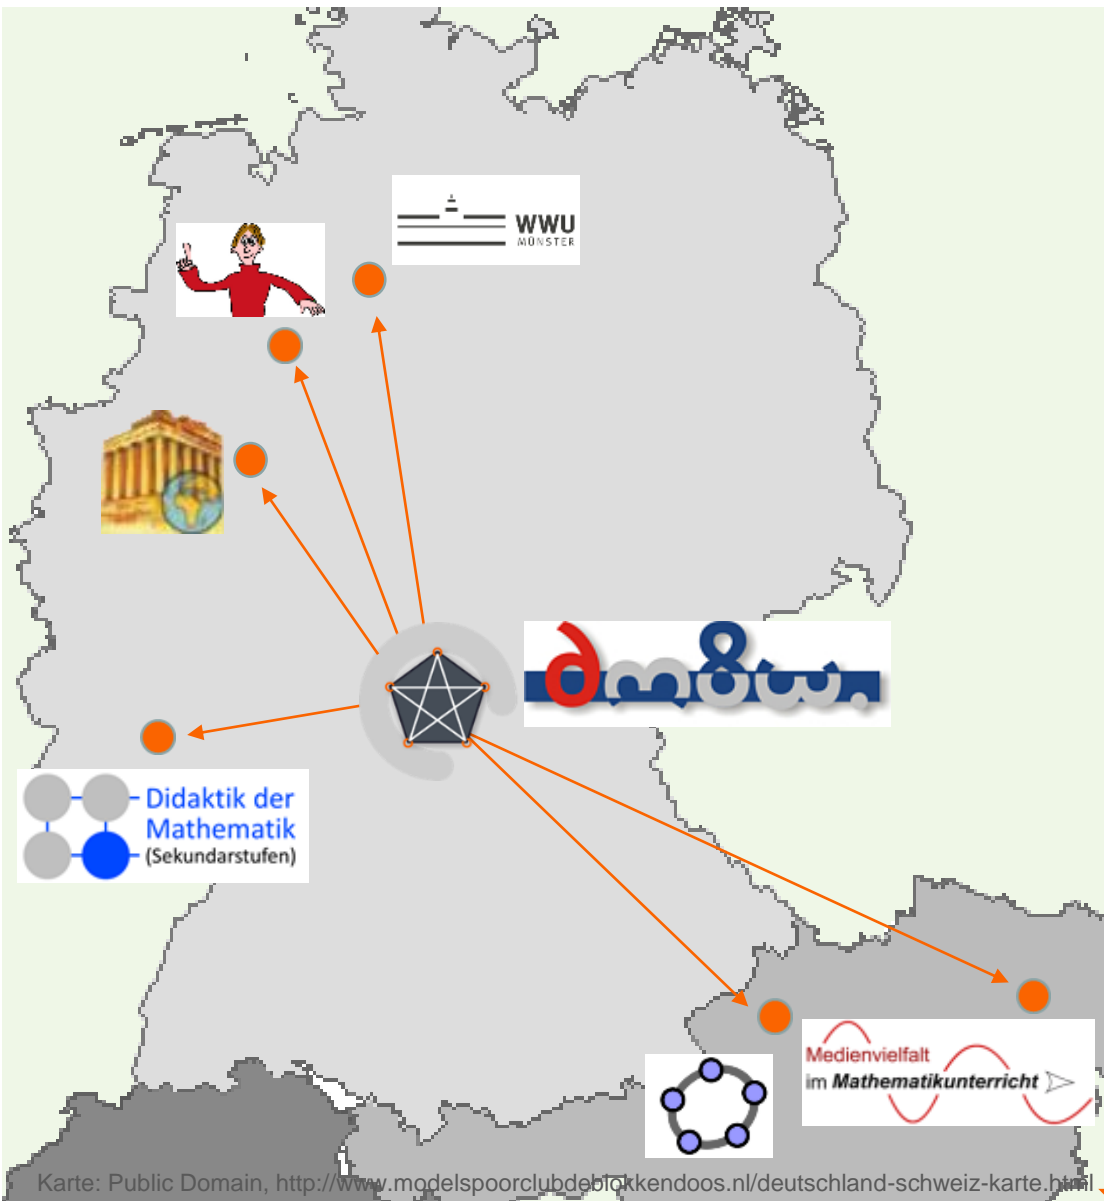 WWU
MÜNSTER
dmuw.
Didaktik der
Mathematik
(Sekundarstufen)
Medienvielfalt
im Mathematikunterricht
Karte: Public Domain, http://www.modelspoorclubdeblokkendoos.nl/deutschland-schweiz-karte.html